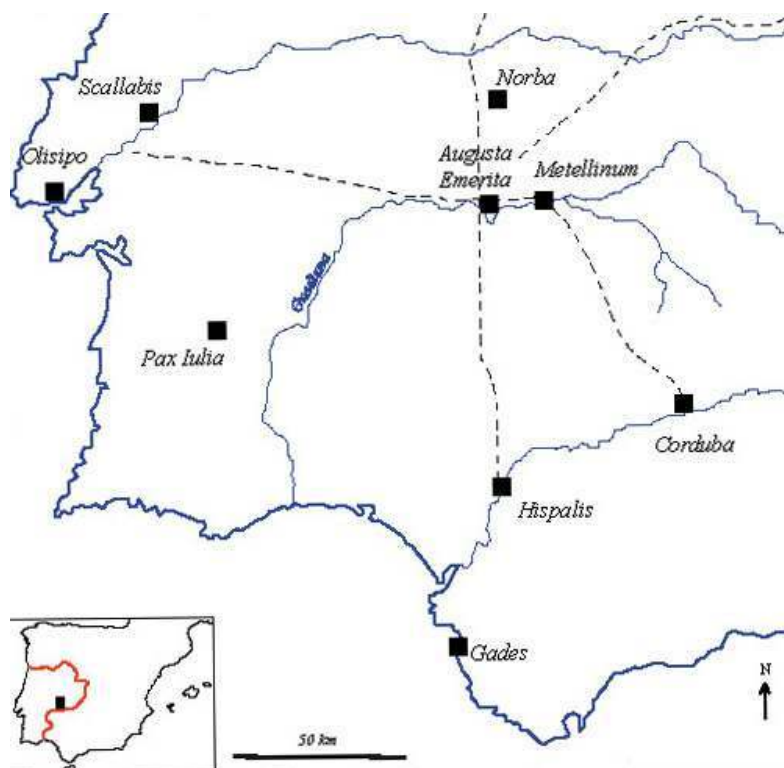 Norba
Scallabis
Augusta
Emerita
Metellinum
Olisipo
Guadiana
Pax Iulia
Corduba
Hispalis
Gades
N
50 km